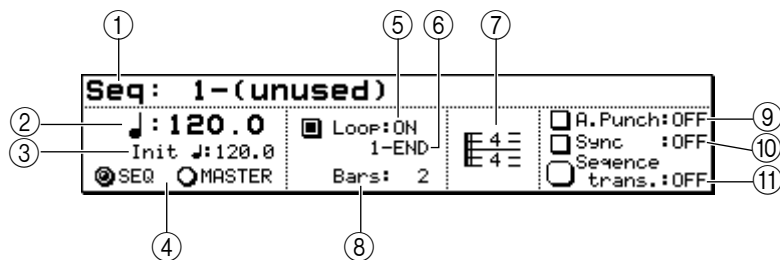 ① ⑤ ⑥ ⑦
Seq: 1-(unused)
② ♩:120.0 Loop:ON A.Punch:OFF ⑨
③ Init ♩:120.0 1-END 4 4 Sync :OFF ⑩
SEQ MASTER Bars: 2 Seqence
trans.:OFF ⑪
④ ⑧